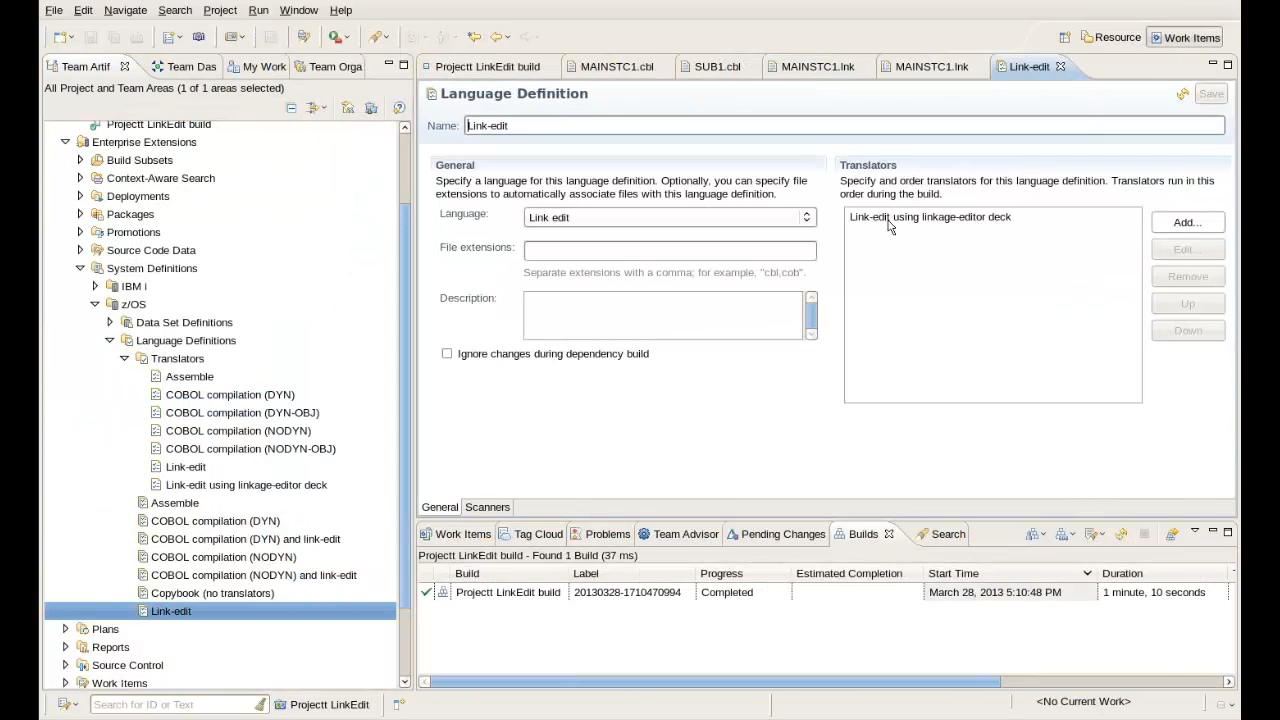 File Edit Navigate Search Project Run Window Help
Resource Work Items
Team Artif Team Das My Work Team Orga
All Project and Team Areas (1 of 1 areas selected)
Projectt LinkEdit build
Enterprise Extensions
Build Subsets
Context-Aware Search
Deployments
Packages
Promotions
Source Code Data
System Definitions
IBM i
z/OS
Data Set Definitions
Language Definitions
Translators
Assemble
COBOL compilation (DYN)
COBOL compilation (DYN-OBJ)
COBOL compilation (NODYN)
COBOL compilation (NODYN-OBJ)
Link-edit
Link-edit using linkage-editor deck
Assemble
COBOL compilation (DYN)
COBOL compilation (DYN) and link-edit
COBOL compilation (NODYN)
COBOL compilation (NODYN) and link-edit
Copybook (no translators)
Link-edit
Plans
Reports
Source Control
Work Items
Projectt LinkEdit build MAINSTC1.cbl SUB1.cbl MAINSTC1.lnk MAINSTC1.lnk Link-edit
Language Definition Save
Name: Link-edit
General
Specify a language for this language definition. Optionally, you can specify file
extensions to automatically associate files with this language definition.
Language: Link edit
File extensions:
Separate extensions with a comma; for example, "cbl,cob".
Description:
Ignore changes during dependency build
Translators
Specify and order translators for this language definition. Translators run in this
order during the build.
Link-edit using linkage-editor deck
Add...
Edit...
Remove
Up
Down
General Scanners
Work Items Tag Cloud Problems Team Advisor Pending Changes Builds Search
Projectt LinkEdit build - Found 1 Build (37 ms)
Build Label Progress Estimated Completion Start Time Duration
Projectt LinkEdit build 20130328-1710470994 Completed March 28, 2013 5:10:48 PM 1 minute, 10 seconds
Search for ID or Text Projectt LinkEdit <No Current Work>